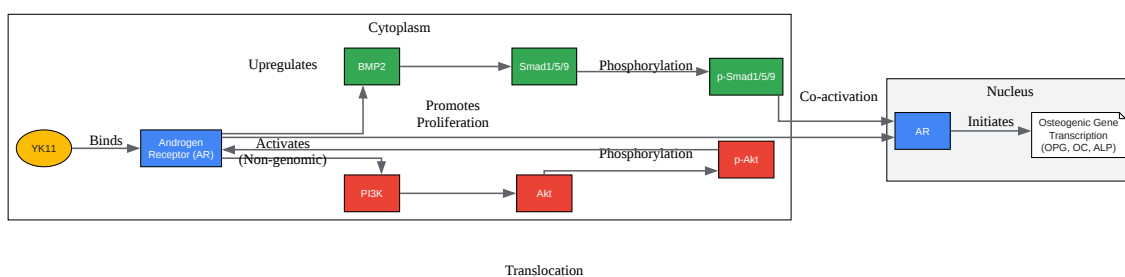 Cytoplasm
Upregulates
BMP2
Smad1/5/9
Phosphorylation
p-Smad1/5/9
Co-activation
Nucleus
Promotes
Proliferation
YK11
Binds
Androgen
Receptor (AR)
Activates
(Non-genomic)
Phosphorylation
p-Akt
AR
Initiates
Osteogenic Gene
Transcription
(OPG, OC, ALP)
PI3K
Akt
Translocation